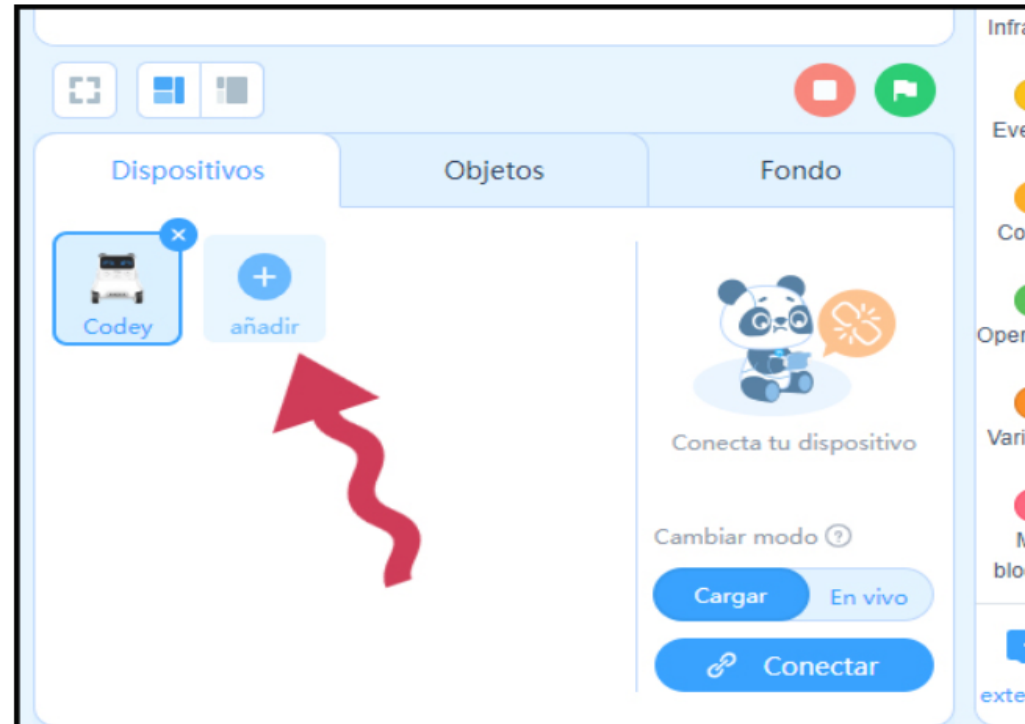 Dispositivos
Objetos
Fondo
Codey
añadir
Conecta tu dispositivo
Cambiar modo
Cargar
En vivo
Conectar